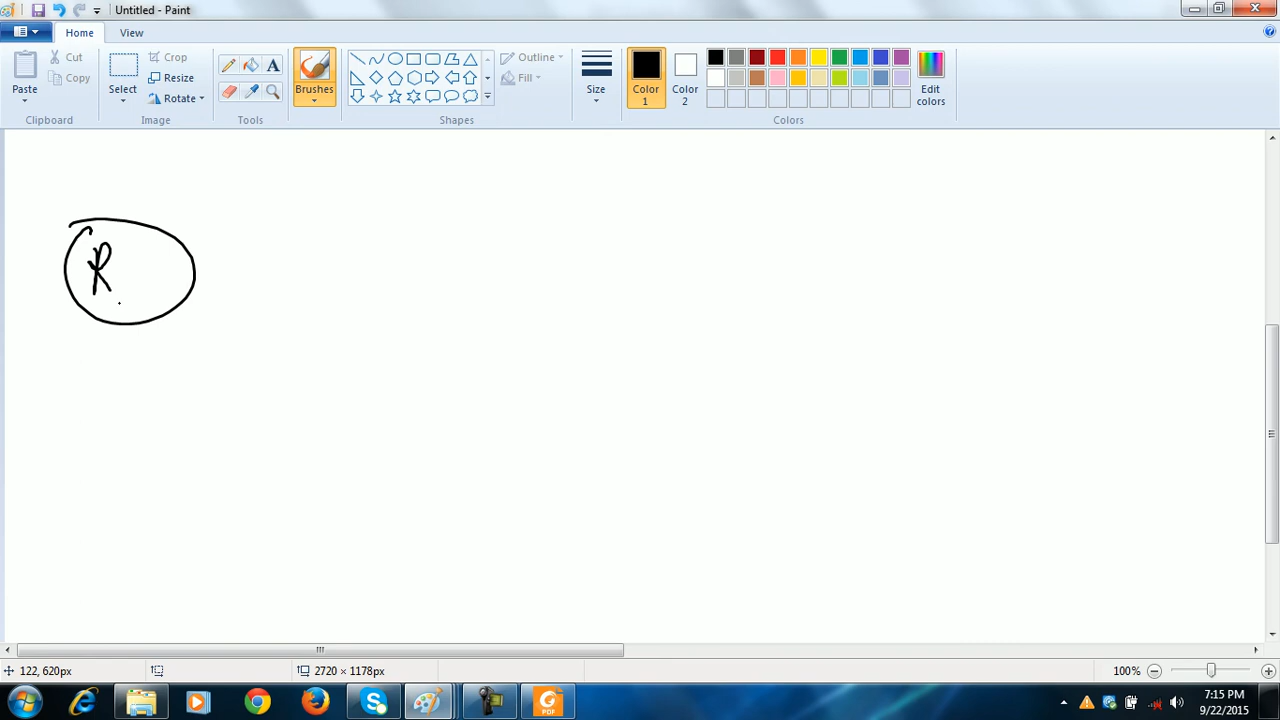 Untitled - Paint
Home
View
Paste
Cut
Copy
Clipboard
Select
Crop
Resize
Rotate
Image
Tools
Brushes
Outline
Fill
Shapes
Size
Color 1
Color 2
Edit colors
Colors
R
122, 620px
2720 × 1178px
100%
PDF
7:15 PM
9/22/2015